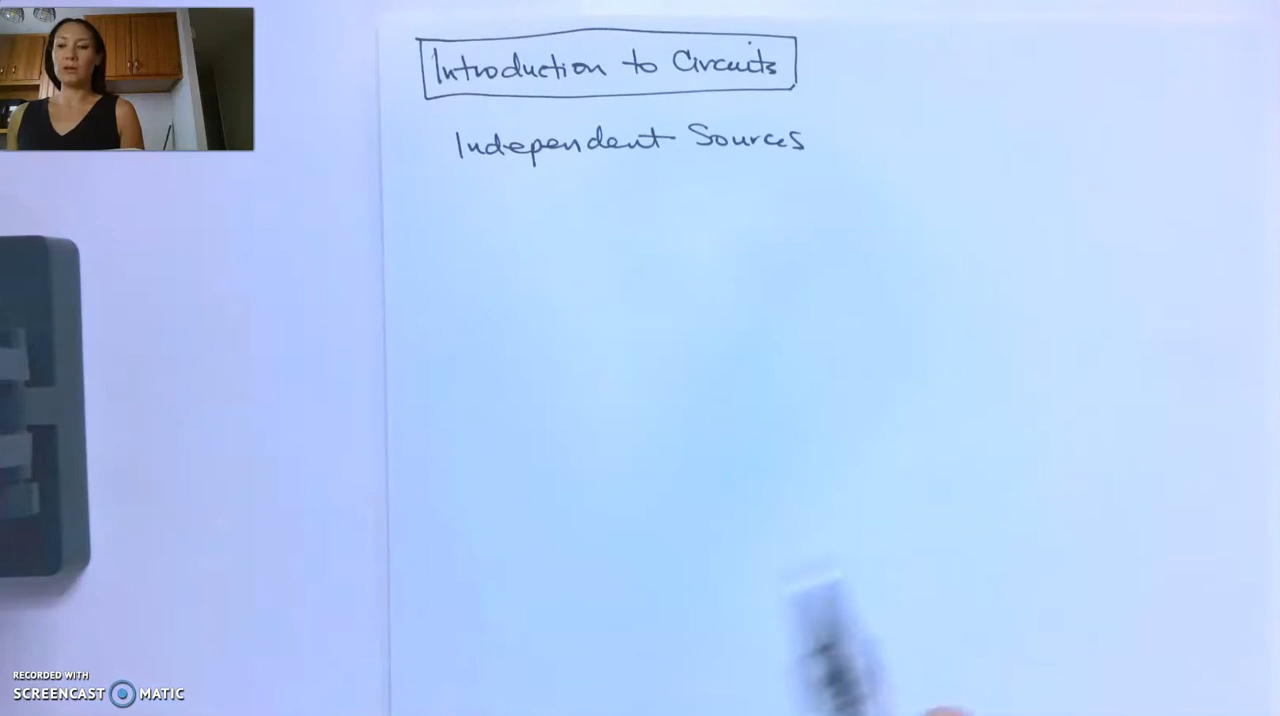 Introduction to Circuits
Independent Sources
RECORDED WITH
SCREENCAST MATIC